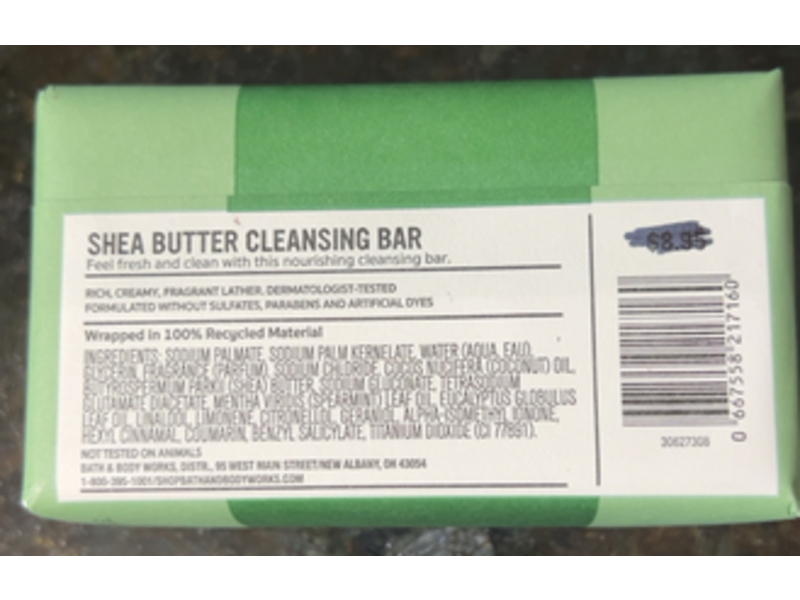 SHEA BUTTER CLEANSING BAR
Feel fresh and clean with this nourishing cleansing bar.
RICH, CREAMY, FRAGRANT LATHER. DERMATOLOGIST-TESTED
FORMULATED WITHOUT SULFATES, PARABENS AND ARTIFICIAL DYES
Wrapped in 100% Recycled Material
INGREDIENTS: SODIUM PALMATE, SODIUM PALM KERNELATE, WATER (AQUA, EAU),
GLYCERIN, FRAGRANCE (PARFUM), SODIUM CHLORIDE, COCOS NUCIFERA (COCONUT) OIL,
BUTYROSPERMUM PARKII (SHEA) BUTTER, SODIUM GLUCONATE, TETRASODIUM
GLUTAMATE DIACETATE, MENTHA VIRIDIS (SPEARMINT) LEAF OIL, EUCALYPTUS GLOBULUS
LEAF OIL, LINALOOL, LIMONENE, CITRONELLOL, GERANIOL, ALPHA-ISOMETHYL IONONE,
HEXYL CINNAMAL, COUMARIN, BENZYL SALICYLATE, TITANIUM DIOXIDE (CI 77891).
NOT TESTED ON ANIMALS
BATH & BODY WORKS, DISTR., 95 WEST MAIN STREET/NEW ALBANY, OH 43054
1-800-395-1001/SHOPBATHANDBODYWORKS.COM
$8.95
0 667558 217160
30627308